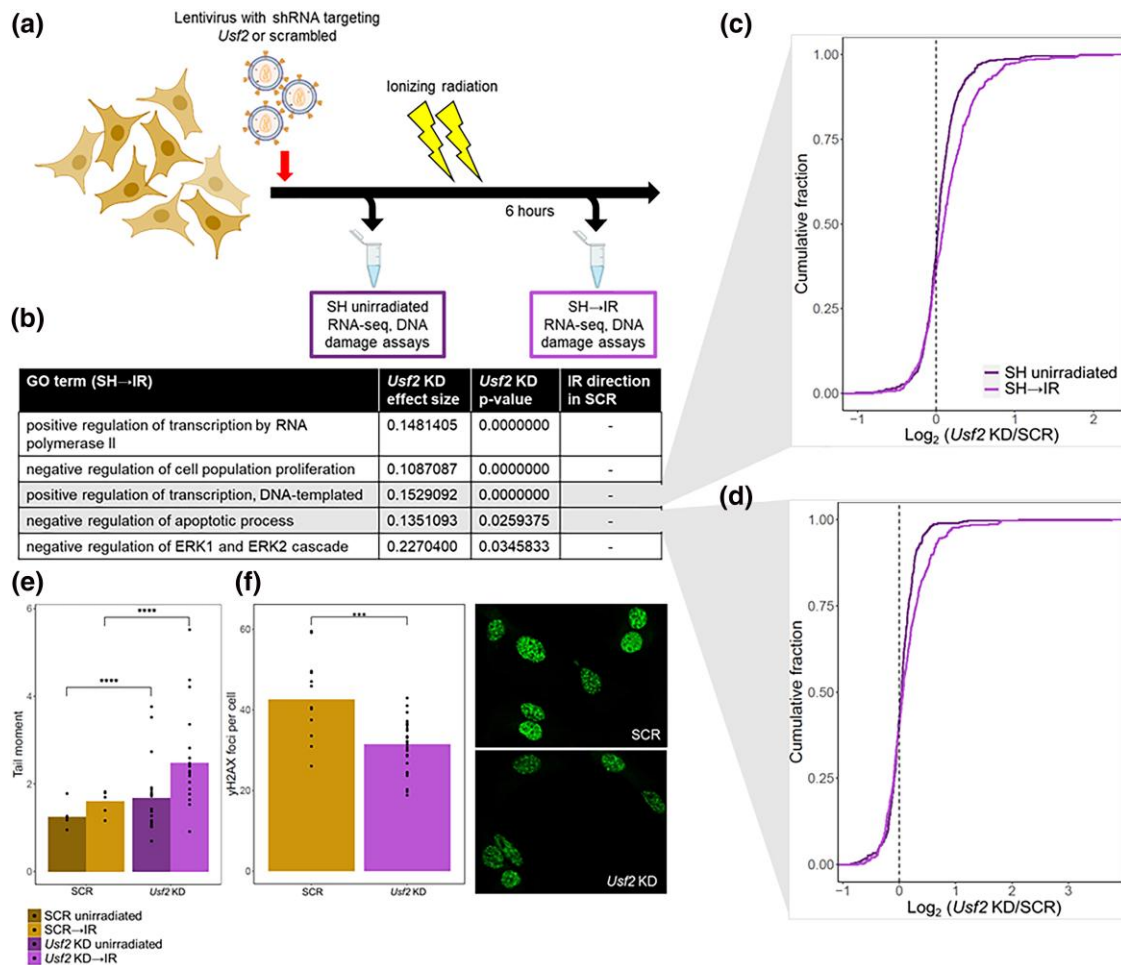 (a)
Lentivirus with shRNA targeting
Usf2 or scrambled
Ionizing radiation
6 hours
SH unirradiated
RNA-seq, DNA
damage assays
SH→IR
RNA-seq, DNA
damage assays
(b)
GO term (SH→IR) Usf2 KD effect size Usf2 KD p-value IR direction in SCR
positive regulation of transcription by RNA polymerase II 0.1481405 0.0000000 -
negative regulation of cell population proliferation 0.1087087 0.0000000 -
positive regulation of transcription, DNA-templated 0.1529092 0.0000000 -
negative regulation of apoptotic process 0.1351093 0.0259375 -
negative regulation of ERK1 and ERK2 cascade 0.2270400 0.0345833 -
(c)
Cumulative fraction
1.00
0.75
0.50
0.25
0.00
SH unirradiated
SH→IR
-1 0 1 2
Log2 (Usf2 KD/SCR)
(d)
Cumulative fraction
1.00
0.75
0.50
0.25
0.00
-1 0 1 2 3
Log2 (Usf2 KD/SCR)
(e)
Tail moment
6
4
2
0
****
****
SCR Usf2 KD
SCR unirradiated
SCR→IR
Usf2 KD unirradiated
Usf2 KD→IR
(f)
γH2AX foci per cell
60
40
20
0
***
SCR Usf2 KD
SCR
Usf2 KD